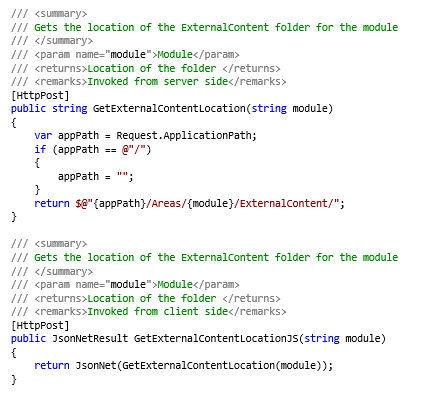 /// <summary>
/// Gets the location of the ExternalContent folder for the module
/// </summary>
/// <param name="module">Module</param>
/// <returns>Location of the folder </returns>
/// <remarks>Invoked from server side</remarks>
[HttpPost]
public string GetExternalContentLocation(string module)
{
    var appPath = Request.ApplicationPath;
    if (appPath == @"/")
    {
        appPath = "";
    }
    return $@"{appPath}/Areas/{module}/ExternalContent/";
}

/// <summary>
/// Gets the location of the ExternalContent folder for the module
/// </summary>
/// <param name="module">Module</param>
/// <returns>Location of the folder </returns>
/// <remarks>Invoked from client side</remarks>
[HttpPost]
public JsonNetResult GetExternalContentLocationJS(string module)
{
    return JsonNet(GetExternalContentLocation(module));
}